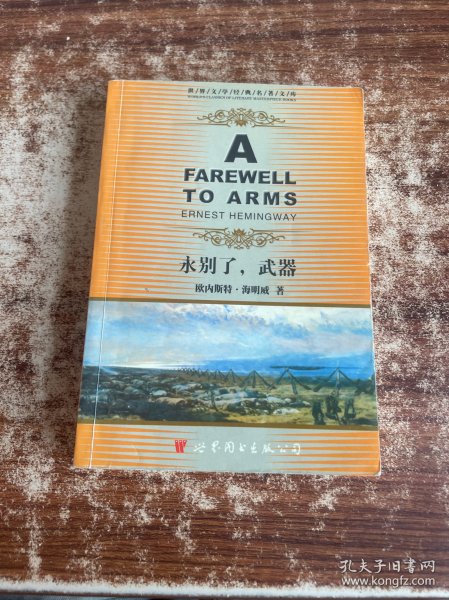 世/界/文/学/经/典/名/著/文/库
WORLD'S CLASSICS OF LITERARY MASTERPIECE BOOKS
A
FAREWELL
TO ARMS
ERNEST HEMINGWAY
永别了，武器
欧内斯特·海明威 著
世界图书出版公司
孔夫子旧书网
www.kongfz.com